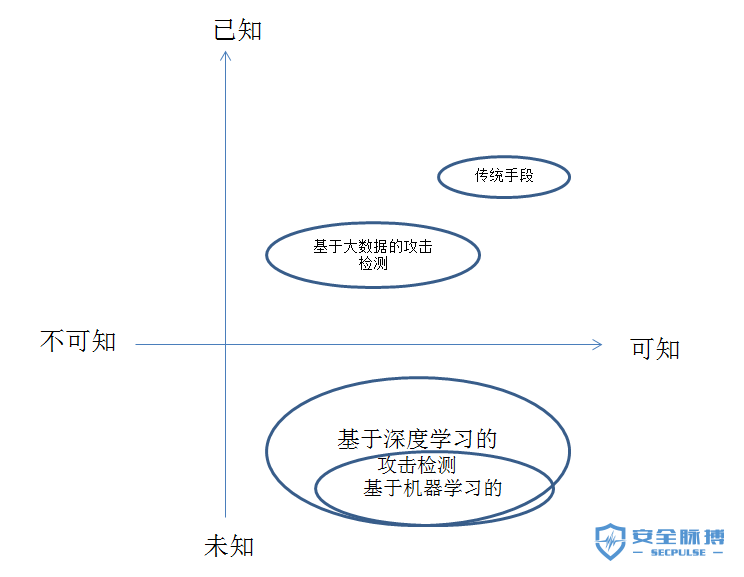 已知
传统手段
基于大数据的攻击
检测
不可知
可知
基于深度学习的
攻击检测
基于机器学习的
未知
安全脉搏
SECPULSE